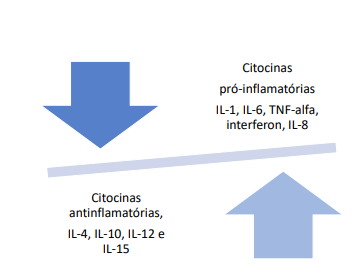 Citocinas
pró-inflamatórias
IL-1, IL-6, TNF-alfa,
interferon, IL-8
Citocinas
antinflamatórias,
IL-4, IL-10, IL-12 e
IL-15